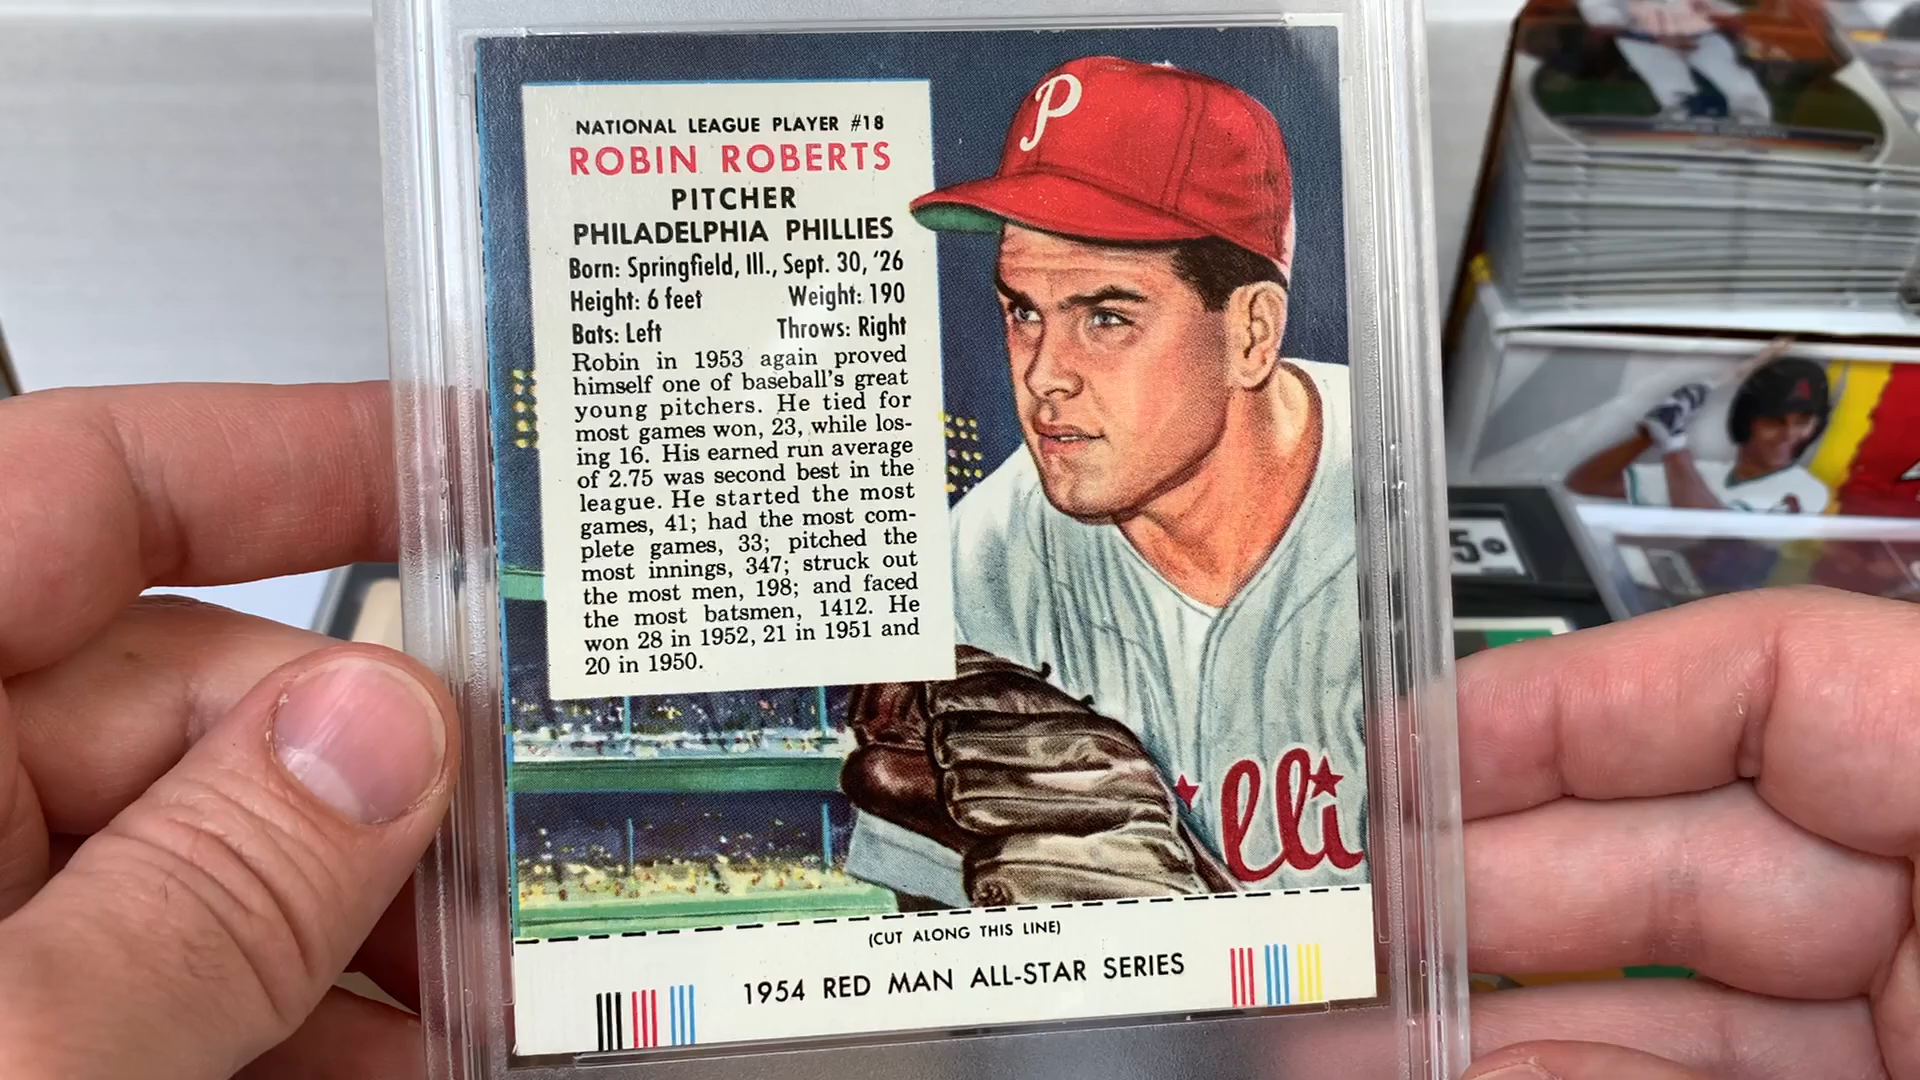 NATIONAL LEAGUE PLAYER #18
ROBIN ROBERTS
PITCHER
PHILADELPHIA PHILLIES
Born: Springfield, Ill., Sept. 30, '26
Height: 6 feet Weight: 190
Bats: Left Throws: Right
Robin in 1953 again proved
himself one of baseball's great
young pitchers. He tied for
most games won, 23, while los-
ing 16. His earned run average
of 2.75 was second best in the
league. He started the most
games, 41; had the most com-
plete games, 33; pitched the
most innings, 347; struck out
the most men, 198; and faced
the most batsmen, 1412. He
won 28 in 1952, 21 in 1951 and
20 in 1950.
P
illi
(CUT ALONG THIS LINE)
1954 RED MAN ALL-STAR SERIES